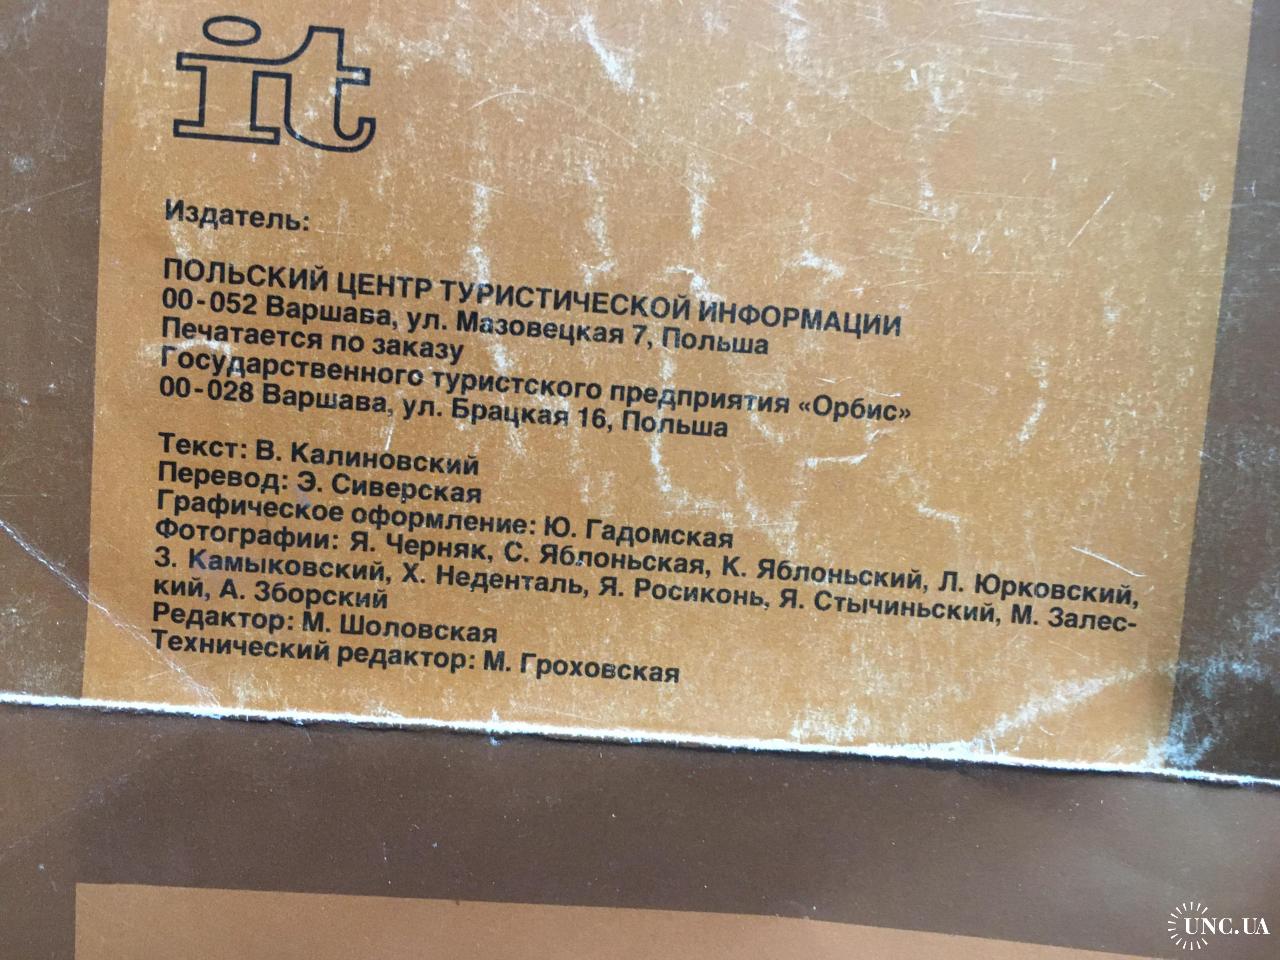 it
Издатель:
ПОЛЬСКИЙ ЦЕНТР ТУРИСТИЧЕСКОЙ ИНФОРМАЦИИ
00-052 Варшава, ул. Мазовецкая 7, Польша
Печатается по заказу
Государственного туристского предприятия «Орбис»
00-028 Варшава, ул. Брацкая 16, Польша
Текст: В. Калиновский
Перевод: Э. Сиверская
Графическое оформление: Ю. Гадомская
Фотографии: Я. Черняк, С. Яблоньская, К. Яблоньский, Л. Юрковский,
З. Камыковский, Х. Неденталь, Я. Росиконь, Я. Стычиньский, М. Залес-
кий, А. Зборский
Редактор: М. Шоловская
Технический редактор: М. Гроховская
UNC.UA